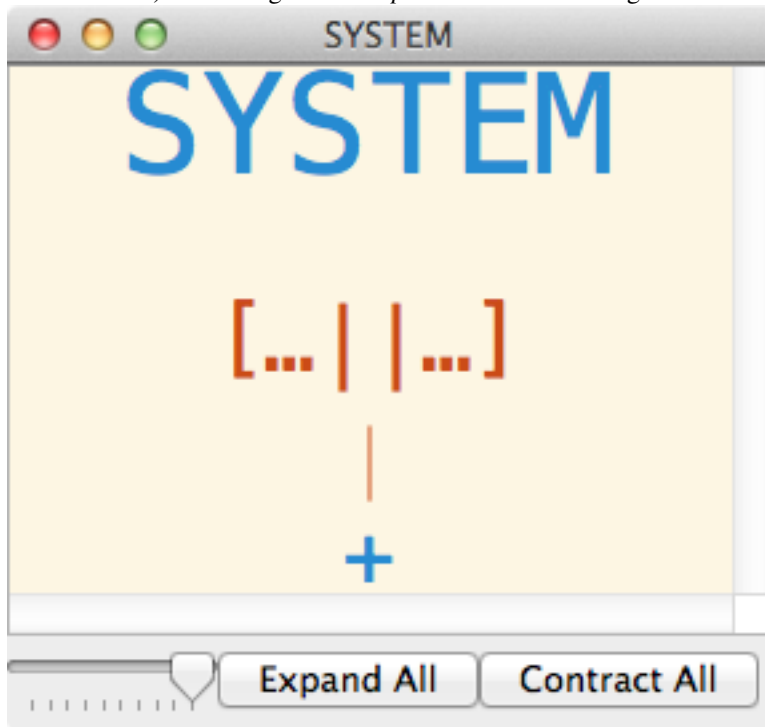 SYSTEM
SYSTEM
[…||…]
+
Expand All Contract All